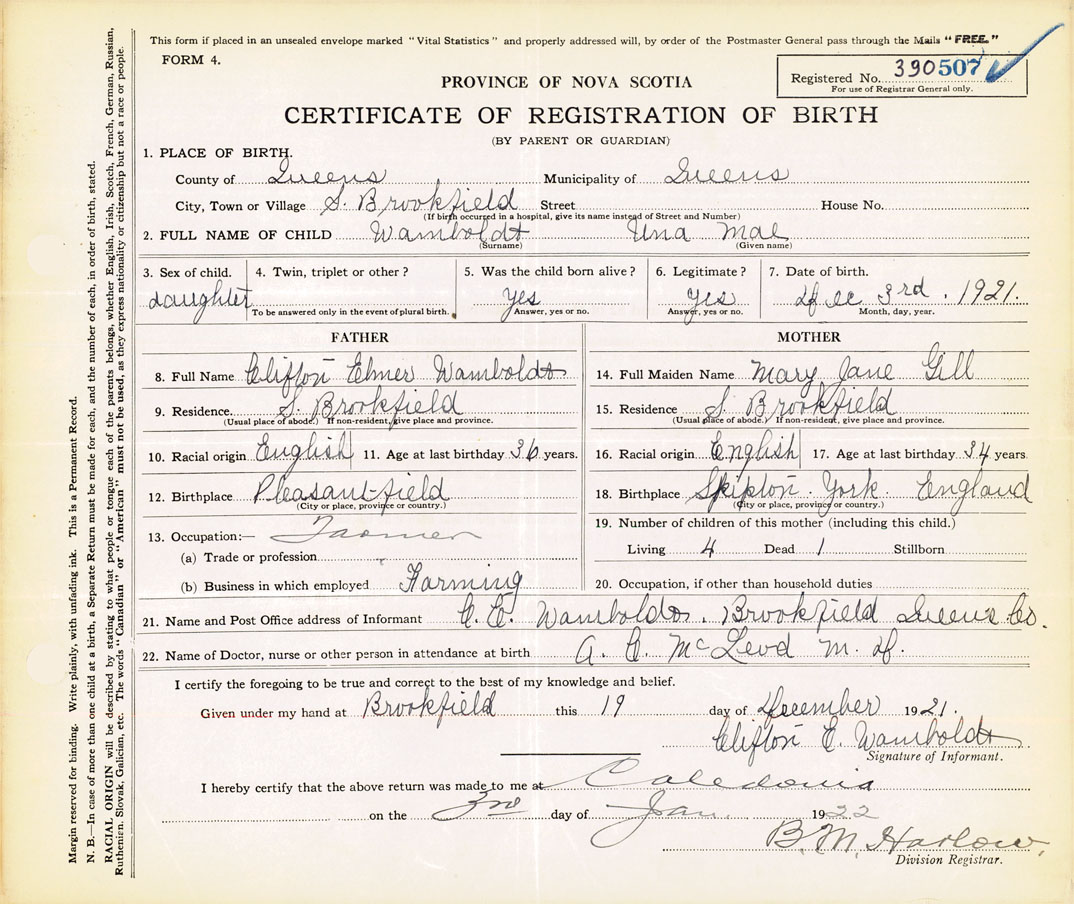 This form if placed in an unsealed envelope marked "Vital Statistics" and properly addressed will, by order of the Postmaster General pass through the Mails "FREE."
FORM 4.
Registered No. 390507
For use of Registrar General only.
PROVINCE OF NOVA SCOTIA
CERTIFICATE OF REGISTRATION OF BIRTH
(BY PARENT OR GUARDIAN)
1. PLACE OF BIRTH.
County of Queens Municipality of Queens
City, Town or Village S. Brookfield Street House No.
(If birth occurred in a hospital, give its name instead of Street and Number)
2. FULL NAME OF CHILD Wamboldt Una Mae
(Surname) (Given name)
3. Sex of child. 4. Twin, triplet or other? 5. Was the child born alive? 6. Legitimate? 7. Date of birth.
daughter Yes Yes Dec 3rd. 1921.
To be answered only in the event of plural birth. Answer, yes or no. Answer, yes or no. Month, day, year.
FATHER
8. Full Name Clifton Elmer Wamboldt
9. Residence. S. Brookfield
(Usual place of abode.) If non-resident, give place and province.
10. Racial origin English 11. Age at last birthday 36 years.
12. Birthplace Pleasantfield
(City or place, province or country.)
13. Occupation:— Farmer
(a) Trade or profession
(b) Business in which employed Farming
MOTHER
14. Full Maiden Name Mary Jane Gill
15. Residence S. Brookfield
(Usual place of abode.) If non-resident, give place and province.
16. Racial origin English 17. Age at last birthday 34 years
18. Birthplace Skipton. York. England
(City or place, province or country.)
19. Number of children of this mother (including this child.)
Living 4 Dead 1 Stillborn
20. Occupation, if other than household duties
21. Name and Post Office address of Informant C. E. Wamboldt. Brookfield Queens Co.
22. Name of Doctor, nurse or other person in attendance at birth A. C. McLeod M. D.
I certify the foregoing to be true and correct to the best of my knowledge and belief.
Given under my hand at Brookfield this 19 day of December 1921.
Clifton E. Wamboldt
Signature of Informant.
I hereby certify that the above return was made to me at Caledonia
on the 3rd day of Jan. 1922
B. M. Harlow,
Division Registrar.
Margin reserved for binding. Write plainly, with unfading ink. This is a Permanent Record.
N. B.—In case of more than one child at a birth, a Separate Return must be made for each, and the number of each, in order of birth, stated.
RACIAL ORIGIN will be described by stating to what people or tongue each of the parents belongs, whether English, Irish, Scotch, French, German, Russian,
Ruthenian, Slovak, Galician, etc. The words "Canadian" or "American" must not be used, as they express nationality or citizenship but not a race or people.